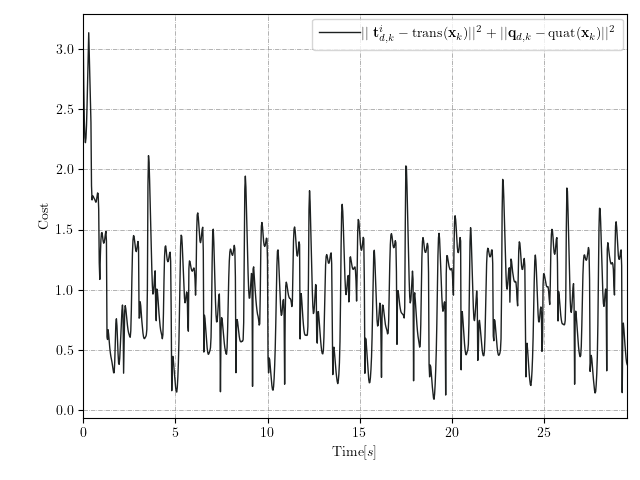 || t^i_{d,k} − trans(x_k)||^2 + ||q_{d,k} − quat(x_k)||^2
3.0
2.5
2.0
1.5
1.0
0.5
0.0
Cost
0 5 10 15 20 25
Time[s]